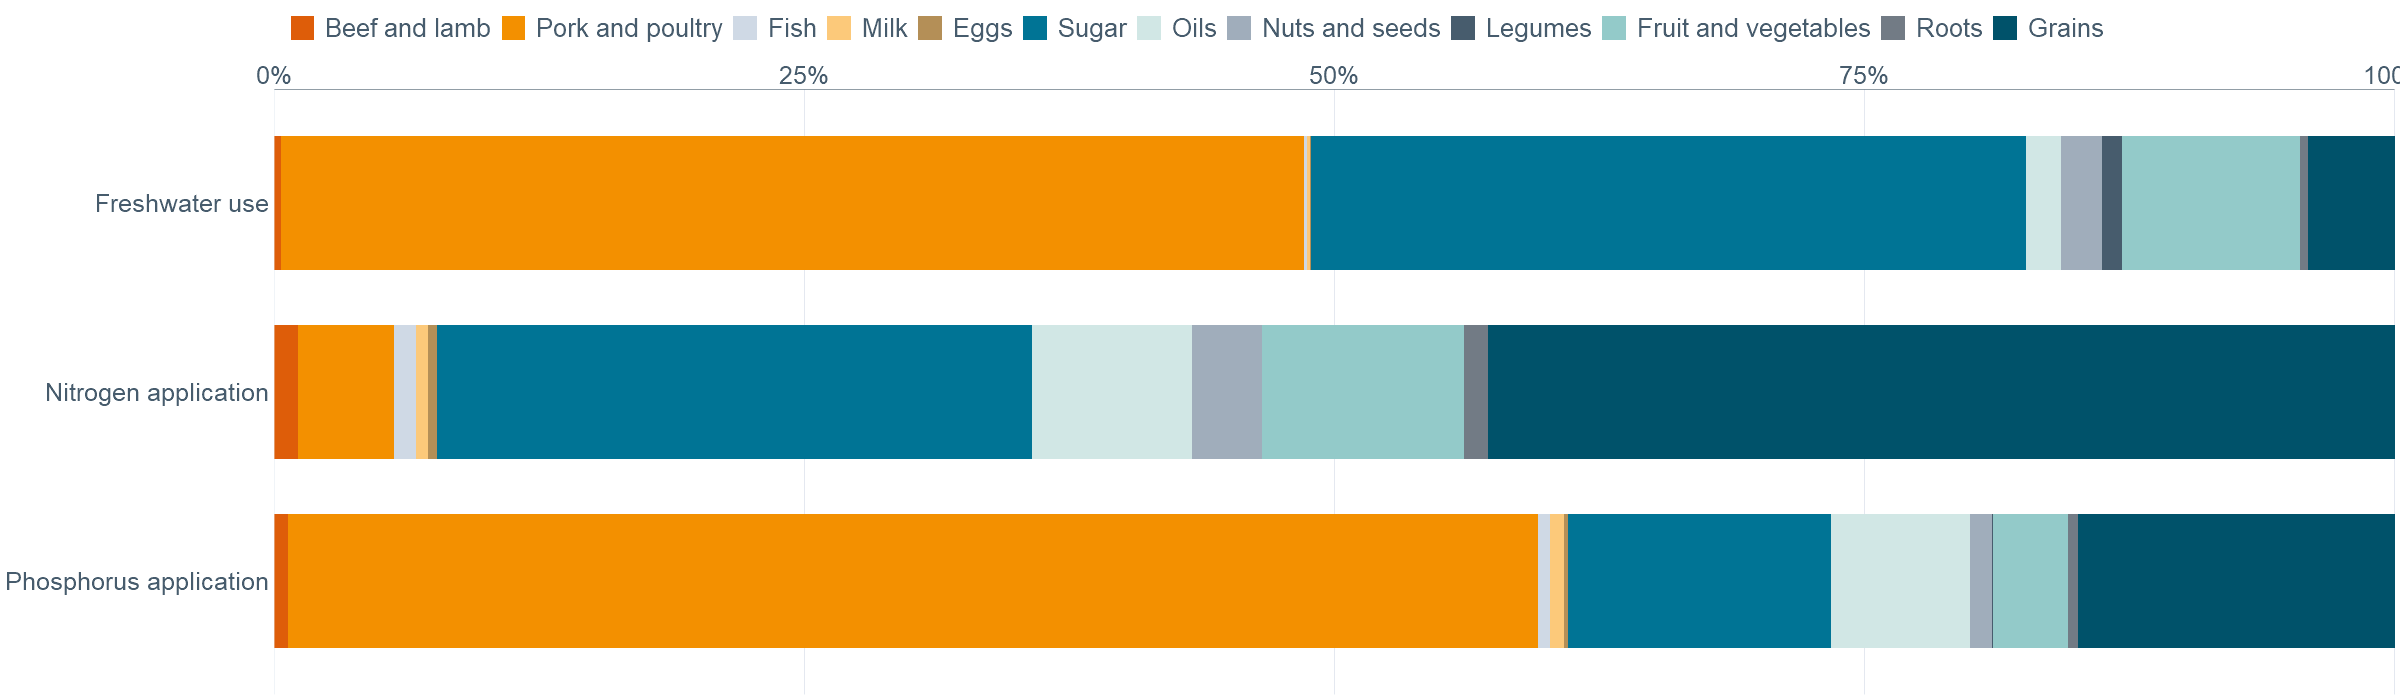 Beef and lamb Pork and poultry Fish Milk Eggs Sugar Oils Nuts and seeds Legumes Fruit and vegetables Roots Grains
0% 25% 50% 75% 100
Freshwater use
Nitrogen application
Phosphorus application